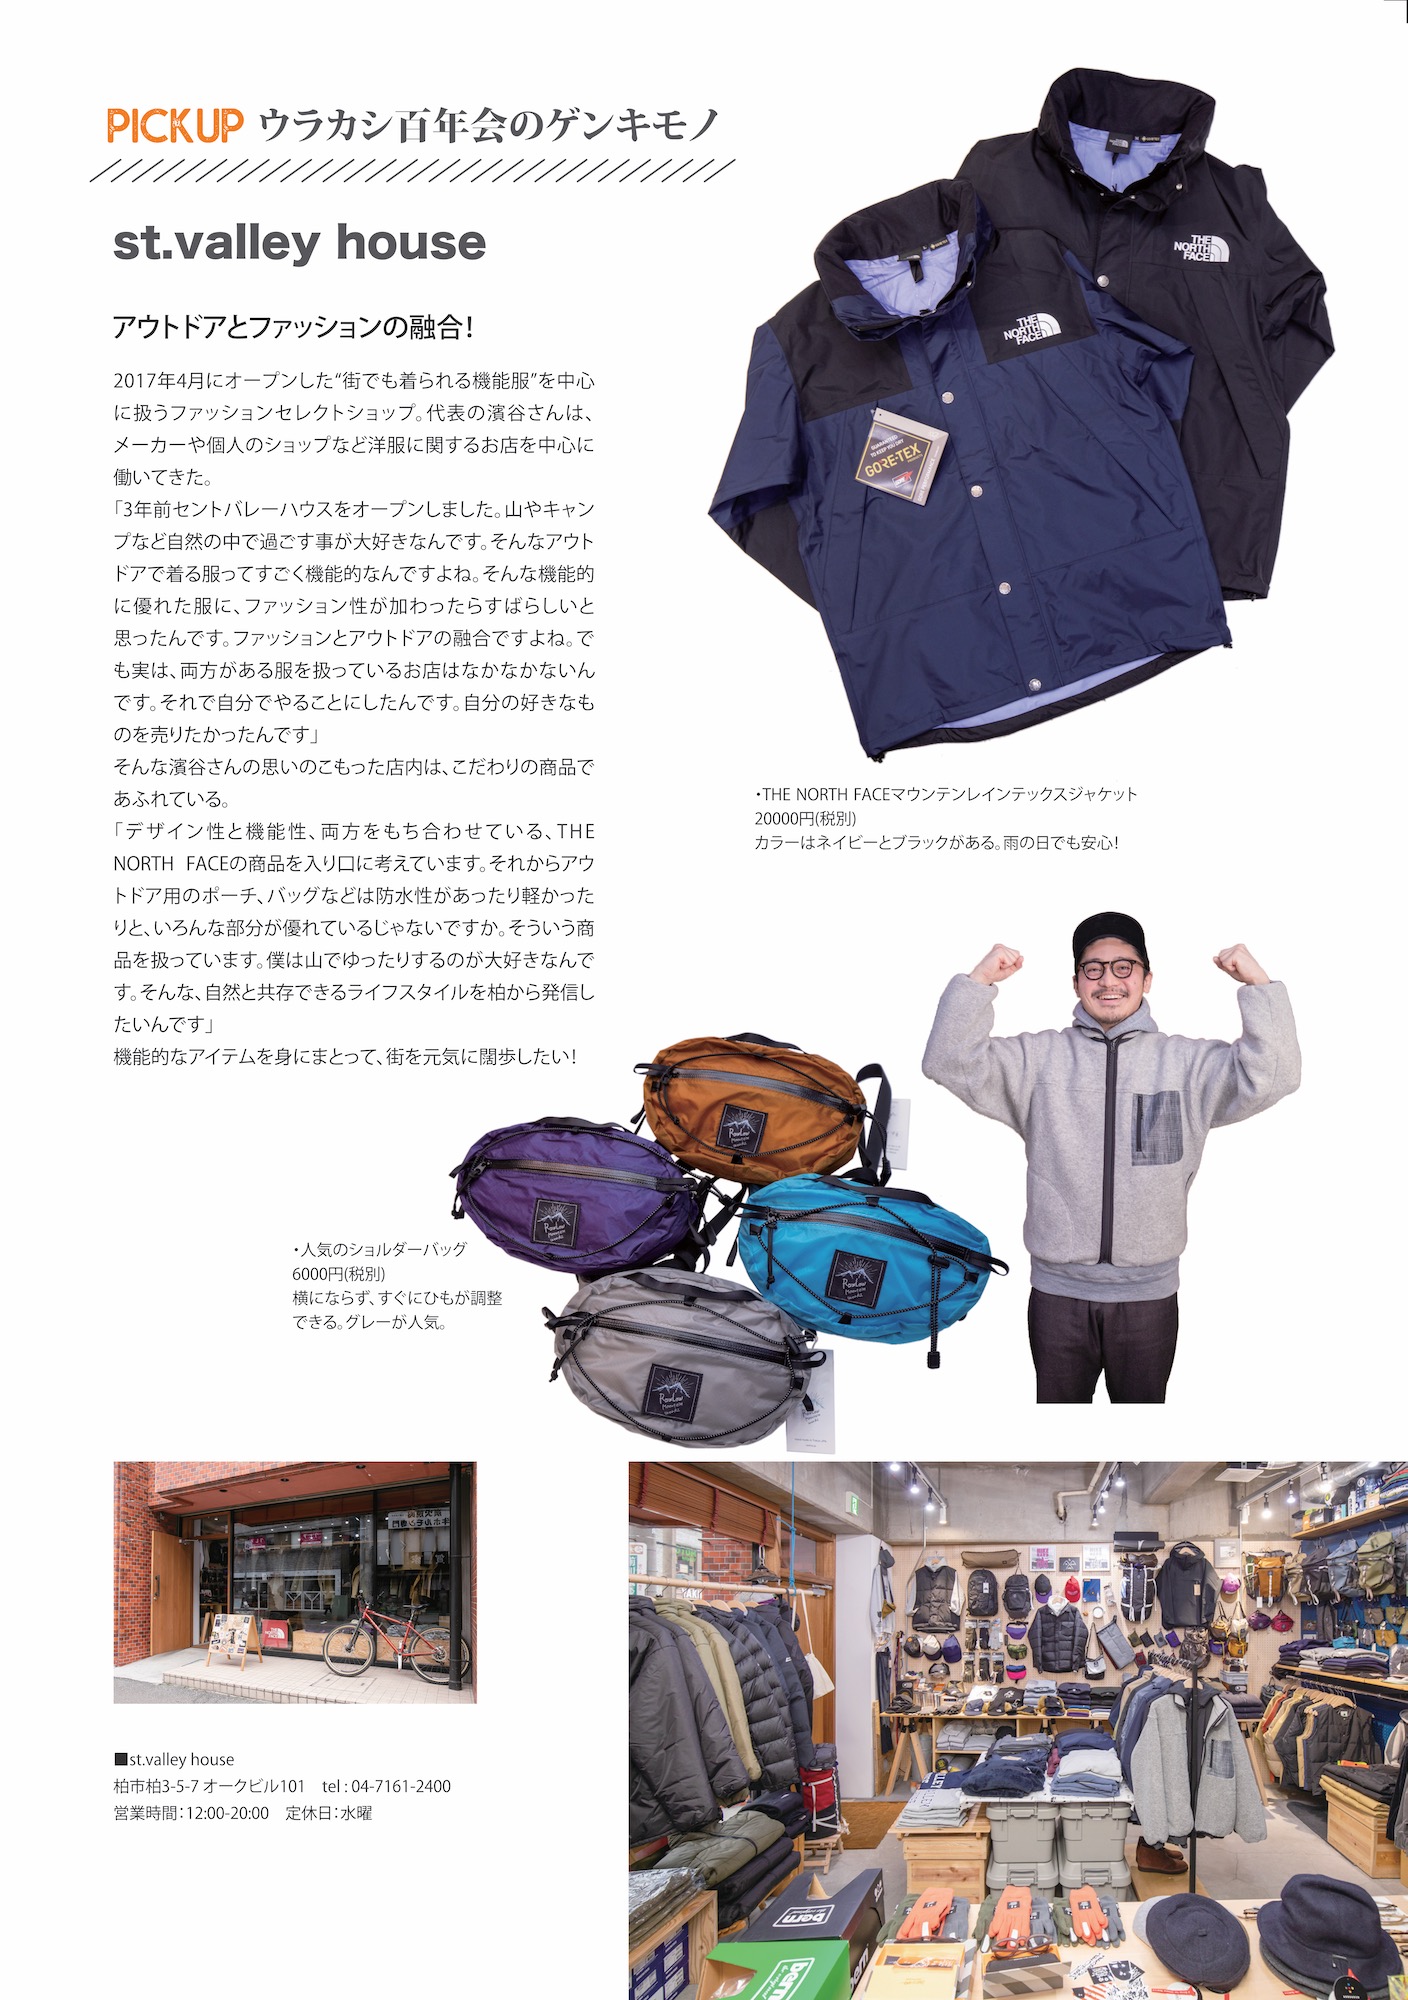 PICKUP ウラカシ百年会のゲンキモノ
st.valley house
アウトドアとファッションの融合！
2017年4月にオープンした“街でも着られる機能服”を中心
に扱うファッションセレクトショップ。代表の濱谷さんは、
メーカーや個人のショップなど洋服に関するお店を中心に
働いてきた。
「3年前セントバレーハウスをオープンしました。山やキャン
プなど自然の中で過ごす事が大好きなんです。そんなアウト
ドアで着る服ってすごく機能的なんですよね。そんな機能的
に優れた服に、ファッション性が加わったらすばらしいと
思ったんです。ファッションとアウトドアの融合ですよね。で
も実は、両方がある服を扱っているお店はなかなかないん
です。それで自分でやることにしたんです。自分の好きなも
のを売りたかったんです」
そんな濱谷さんの思いのこもった店内は、こだわりの商品で
あふれている。
「デザイン性と機能性、両方をもち合わせている、THE
NORTH FACEの商品を入り口に考えています。それからアウ
トドア用のポーチ、バッグなどは防水性があったり軽かった
りと、いろんな部分が優れているじゃないですか。そういう商
品を扱っています。僕は山でゆったりするのが大好きなんで
す。そんな、自然と共存できるライフスタイルを柏から発信し
たいんです」
機能的なアイテムを身にまとって、街を元気に闊歩したい！
THE
NORTH
FACE
THE
NORTH
FACE
GUARANTEED
TO KEEP YOU DRY
GORE-TEX
・THE NORTH FACEマウンテンレインテックスジャケット
20000円(税別)
カラーはネイビーとブラックがある。雨の日でも安心！
RawLow
Mountain
Works
RawLow
Mountain
Works
RawLow
Mountain
Works
RawLow
Mountain
Works
・人気のショルダーバッグ
6000円(税別)
横にならず、すぐにひもが調整
できる。グレーが人気。
bern
bern
■st.valley house
柏市柏3-5-7 オークビル101　tel : 04-7161-2400
営業時間：12:00-20:00　定休日：水曜